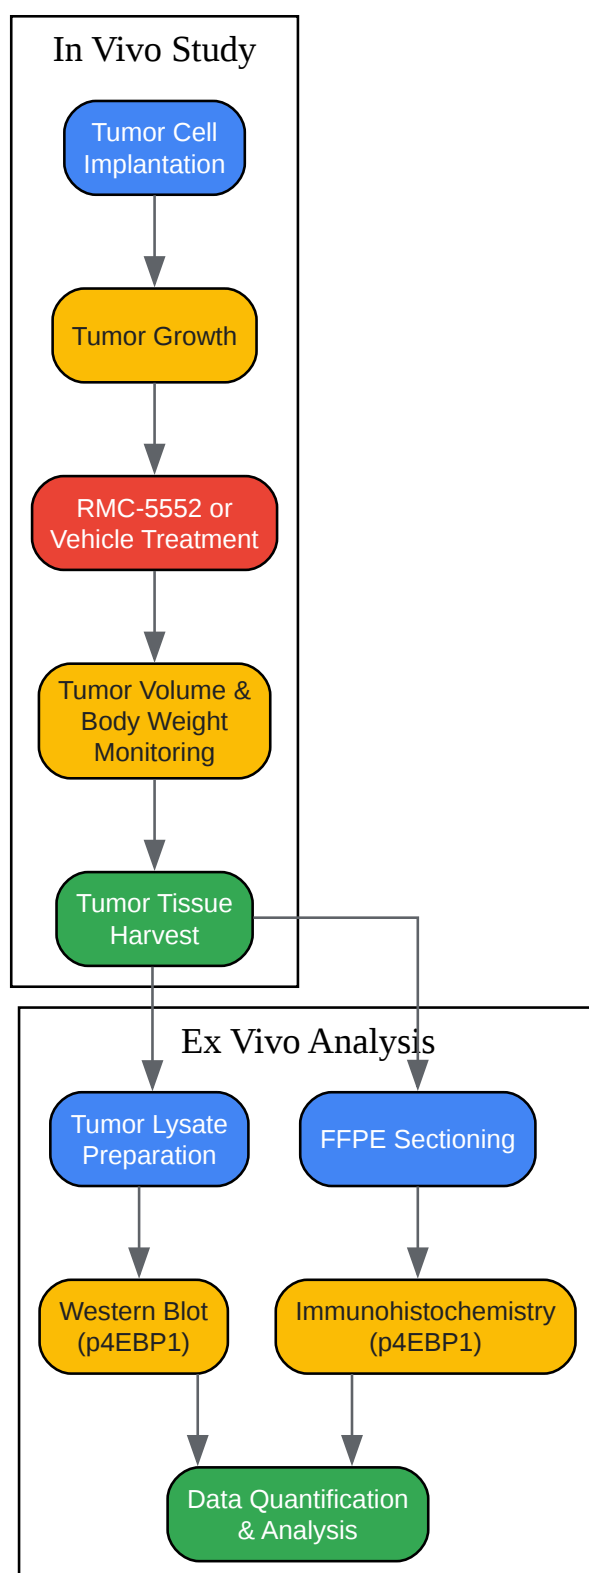 In Vivo Study
Tumor Cell
Implantation
Tumor Growth
RMC-5552 or
Vehicle Treatment
Tumor Volume &
Body Weight
Monitoring
Tumor Tissue
Harvest
Ex Vivo Analysis
Tumor Lysate
Preparation
FFPE Sectioning
Western Blot
(p4EBP1)
Immunohistochemistry
(p4EBP1)
Data Quantification
& Analysis